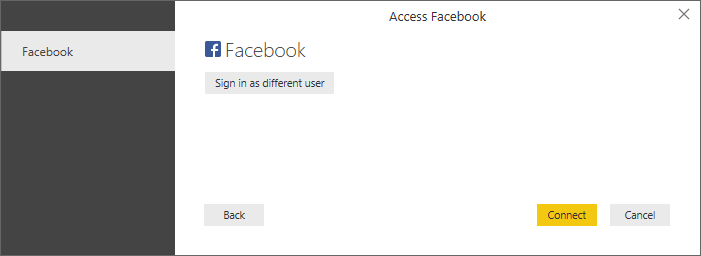 Access Facebook
Facebook
Facebook
Sign in as different user
Back
Connect
Cancel